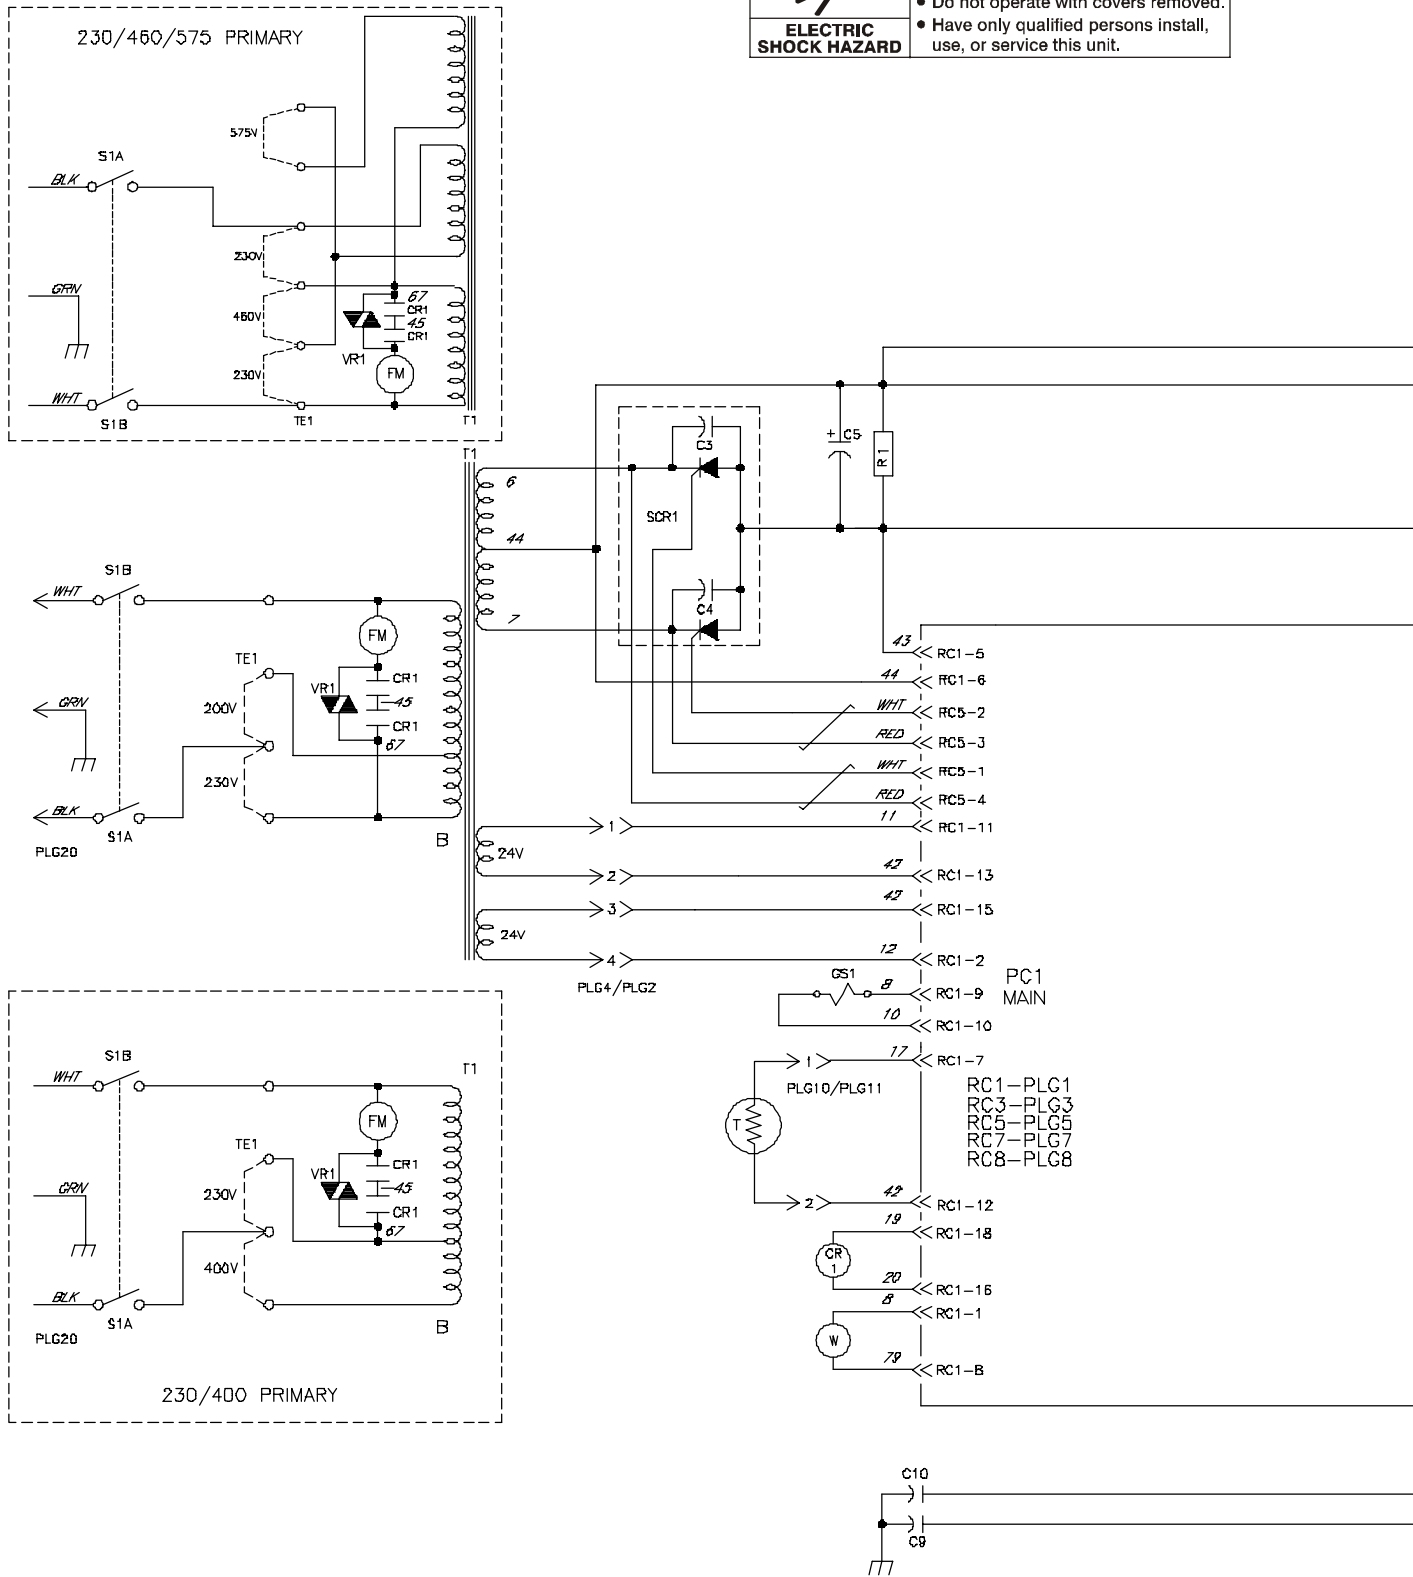 • Do not operate with covers removed.
ELECTRIC
SHOCK HAZARD
• Have only qualified persons install,
use, or service this unit.
230/460/575 PRIMARY
575V
S1A
BLK
230V
GRN
460V
67
CR1
45
CR1
VR1
230V
FM
WHT
S1B
TE1
T1
T1
6
44
7
C3
SCR1
C4
+
C5
R1
S1B
WHT
FM
TE1
VR1
CR1
45
CR1
67
GRN
200V
230V
BLK
S1A
PLG20
B
43
RC1-5
44
RC1-6
WHT
RC5-2
RED
RC5-3
WHT
RC5-1
RED
RC5-4
1
11
RC1-11
24V
2
42
RC1-13
3
42
RC1-15
24V
4
12
RC1-2
PLG4/PLG2
GS1
8
RC1-9
10
RC1-10
PC1
MAIN
1
17
RC1-7
PLG10/PLG11
T
RC1-PLG1
RC3-PLG3
RC5-PLG5
RC7-PLG7
RC8-PLG8
2
42
RC1-12
19
RC1-18
CR
1
20
RC1-16
8
RC1-1
W
79
RC1-8
S1B
WHT
T1
FM
TE1
VR1
CR1
45
CR1
67
GRN
230V
400V
BLK
S1A
PLG20
B
230/400 PRIMARY
C10
C9